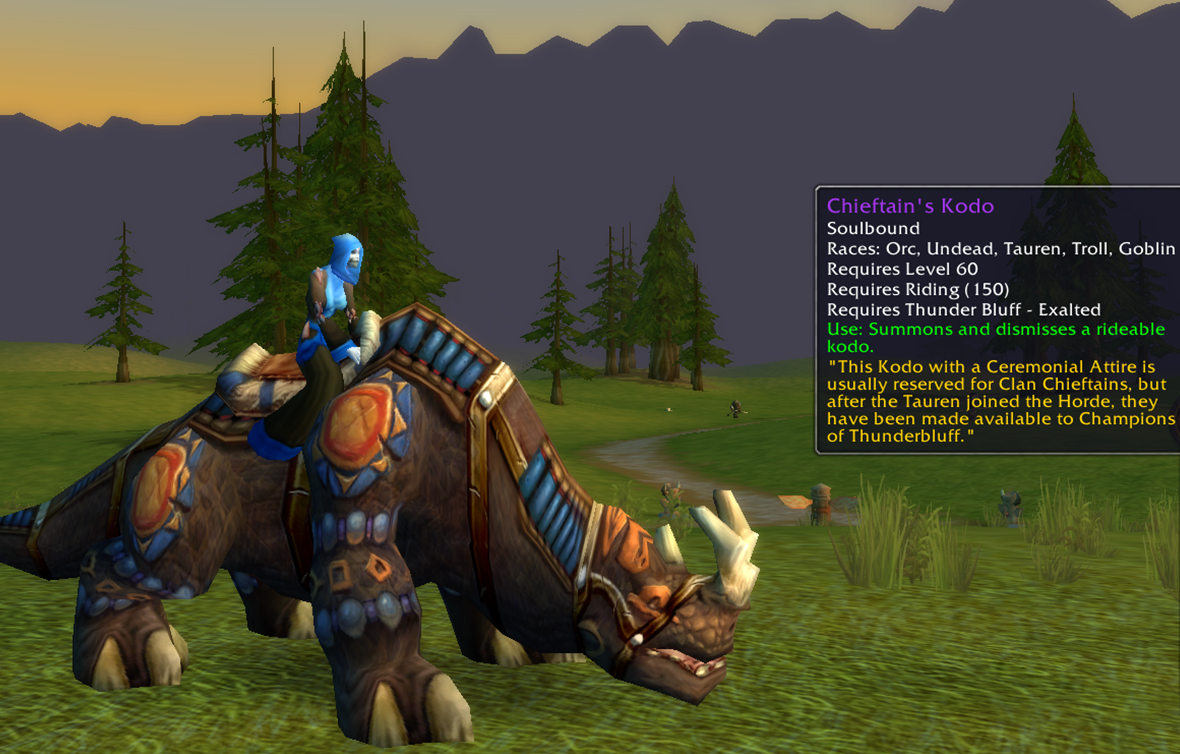 Chieftain's Kodo
Soulbound
Races: Orc, Undead, Tauren, Troll, Goblin
Requires Level 60
Requires Riding (150)
Requires Thunder Bluff - Exalted
Use: Summons and dismisses a rideable
kodo.
"This Kodo with a Ceremonial Attire is
usually reserved for Clan Chieftains, but
after the Tauren joined the Horde, they
have been made available to Champions
of Thunderbluff."